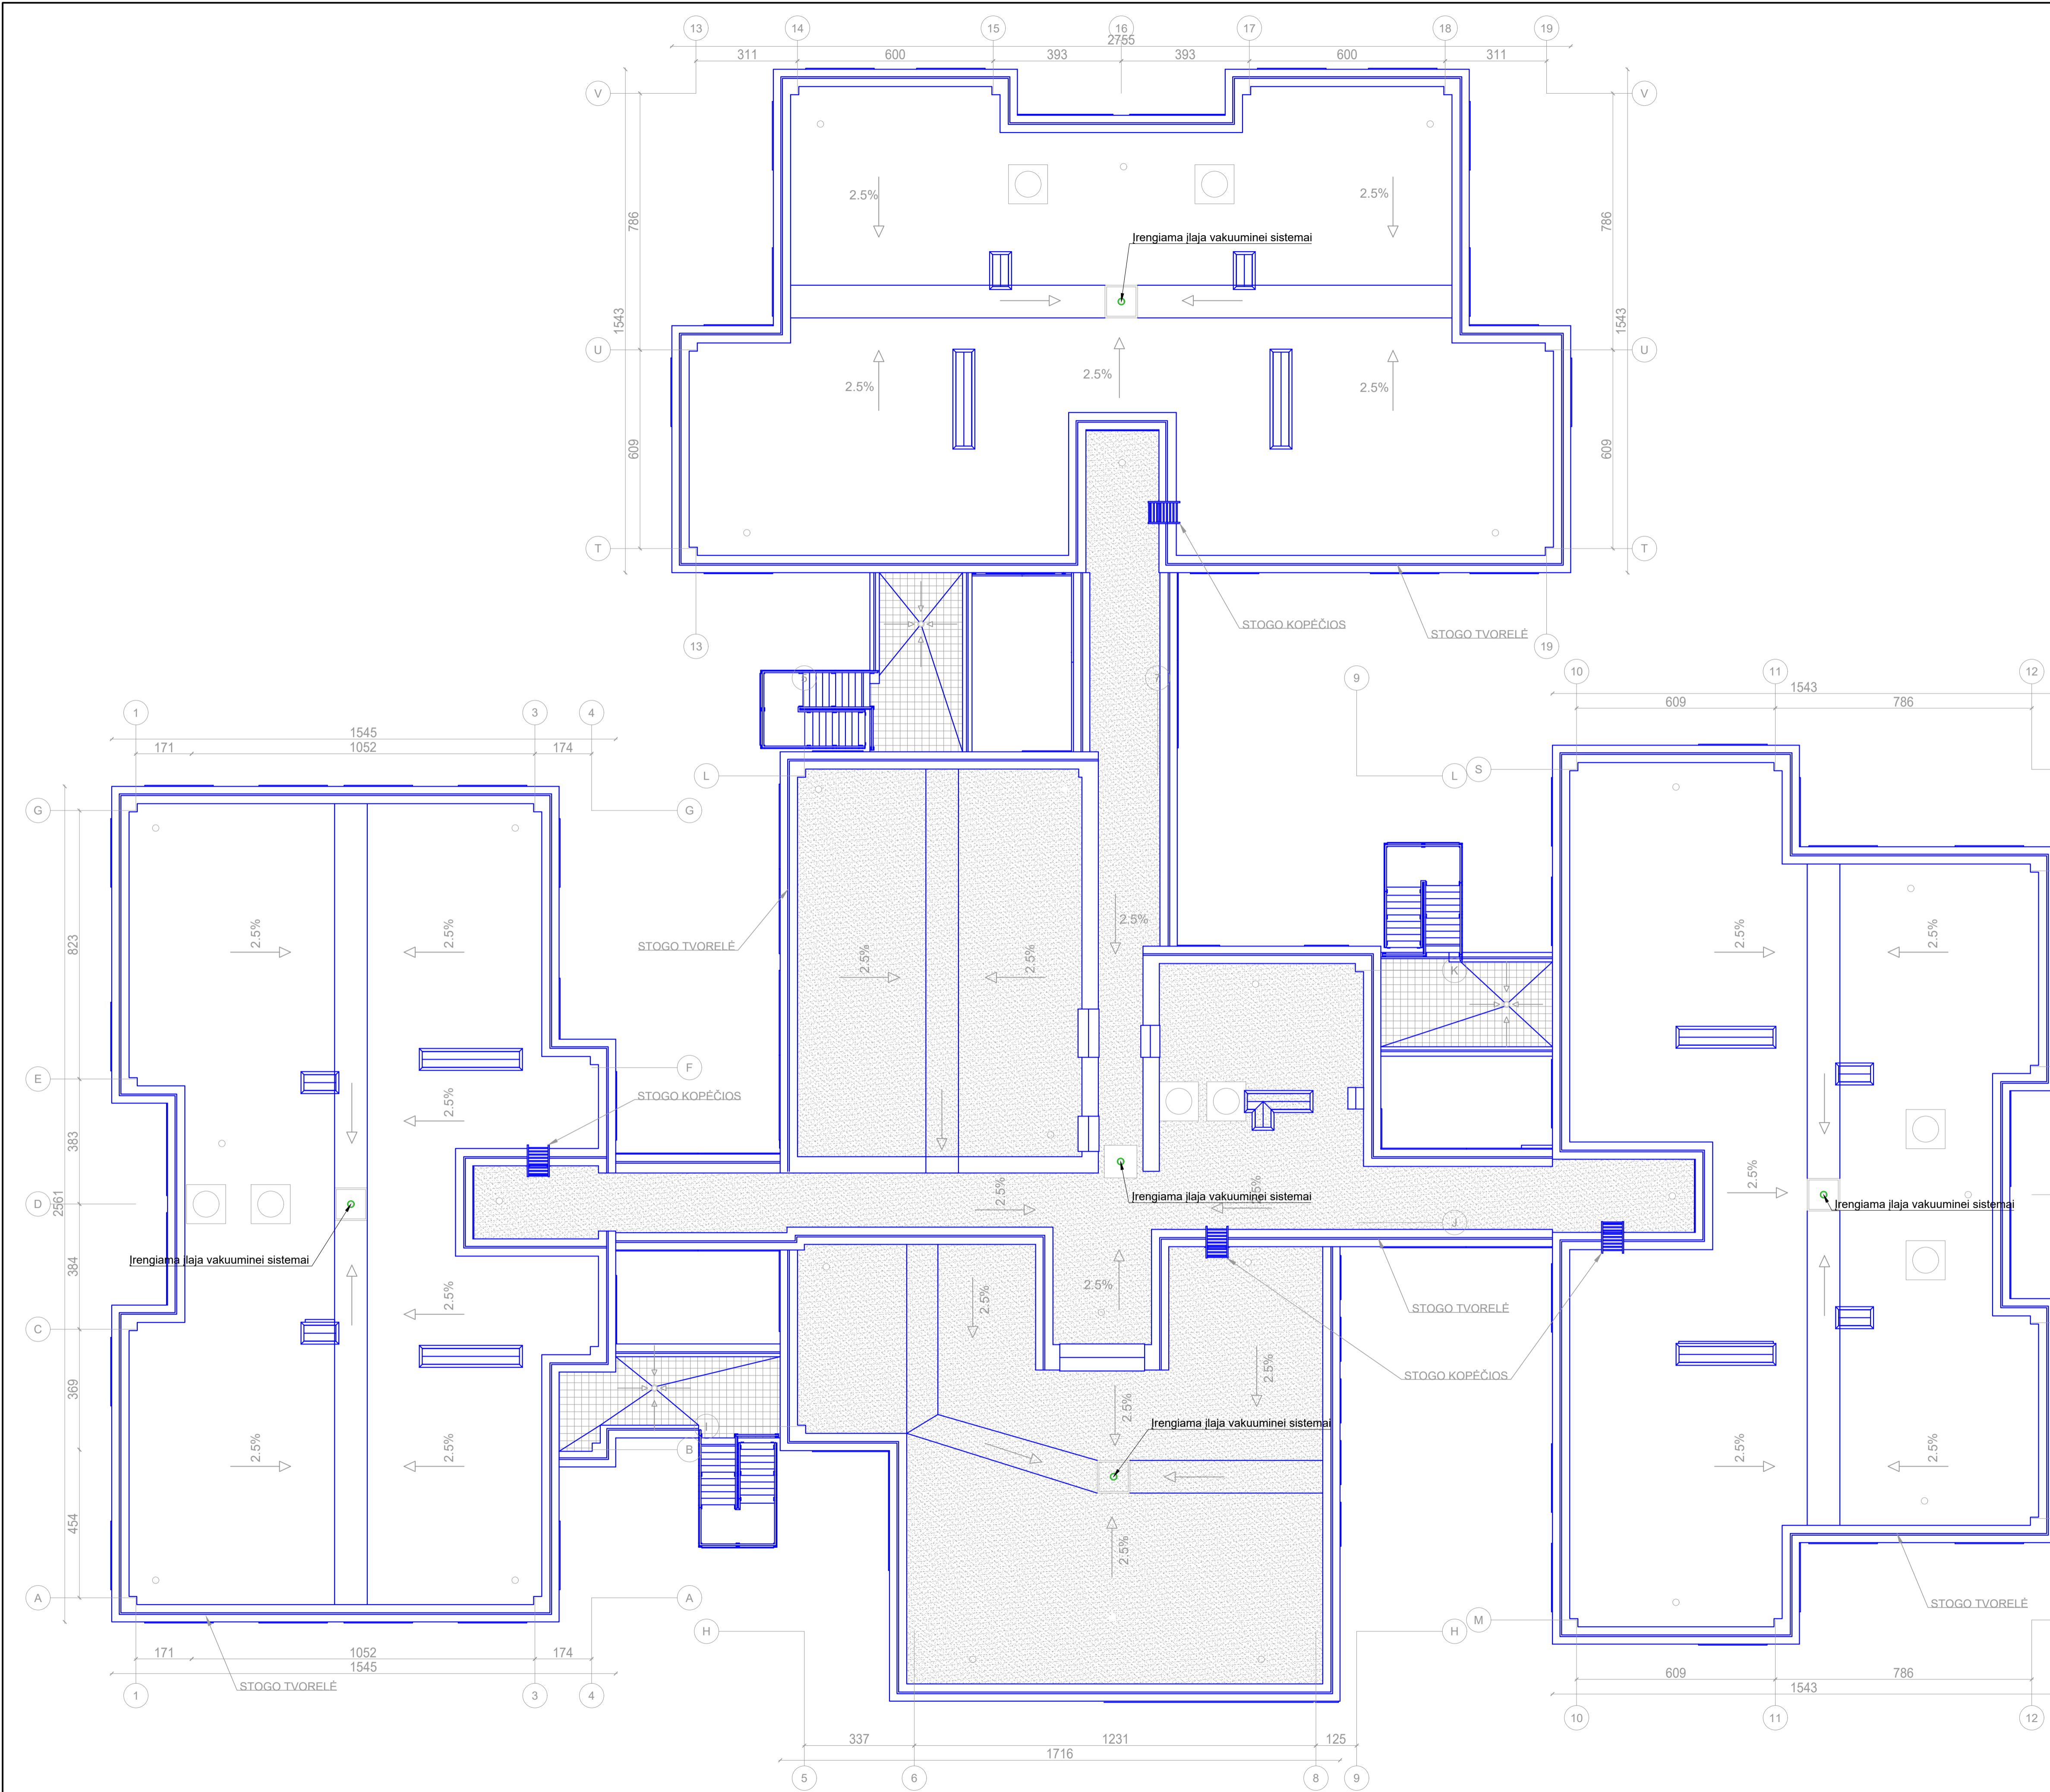 13
14
15
16
17
18
19
2755
311
600
393
393
600
311
V
V
2.5%
2.5%
786
786
Įrengiama įlaja vakuuminei sistemai
1543
1543
U
U
2.5%
2.5%
2.5%
609
609
T
T
STOGO KOPĖČIOS
STOGO TVORELĖ
13
19
5
7
9
10
11
12
1543
609
786
1
3
4
1545
171
1052
174
L
L
S
G
G
823
2.5%
2.5%
STOGO TVORELĖ
2.5%
2.5%
2.5%
K
2.5%
2.5%
E
F
STOGO KOPĖČIOS
2.5%
383
D
2561
2.5%
2.5%
2.5%
Įrengiama įlaja vakuuminei sistemai
Įrengiama įlaja vakuuminei sistemai
J
Įrengiama įlaja vakuuminei sistemai
384
2.5%
2.5%
2.5%
STOGO TVORELĖ
C
2.5%
STOGO KOPĖČIOS
369
2.5%
Įrengiama įlaja vakuuminei sistemai
I
B
2.5%
2.5%
2.5%
2.5%
454
2.5%
A
A
STOGO TVORELĖ
H
H
M
171
1052
174
1545
STOGO TVORELĖ
1
3
4
609
786
1543
10
11
12
337
1231
125
1716
5
6
8
9